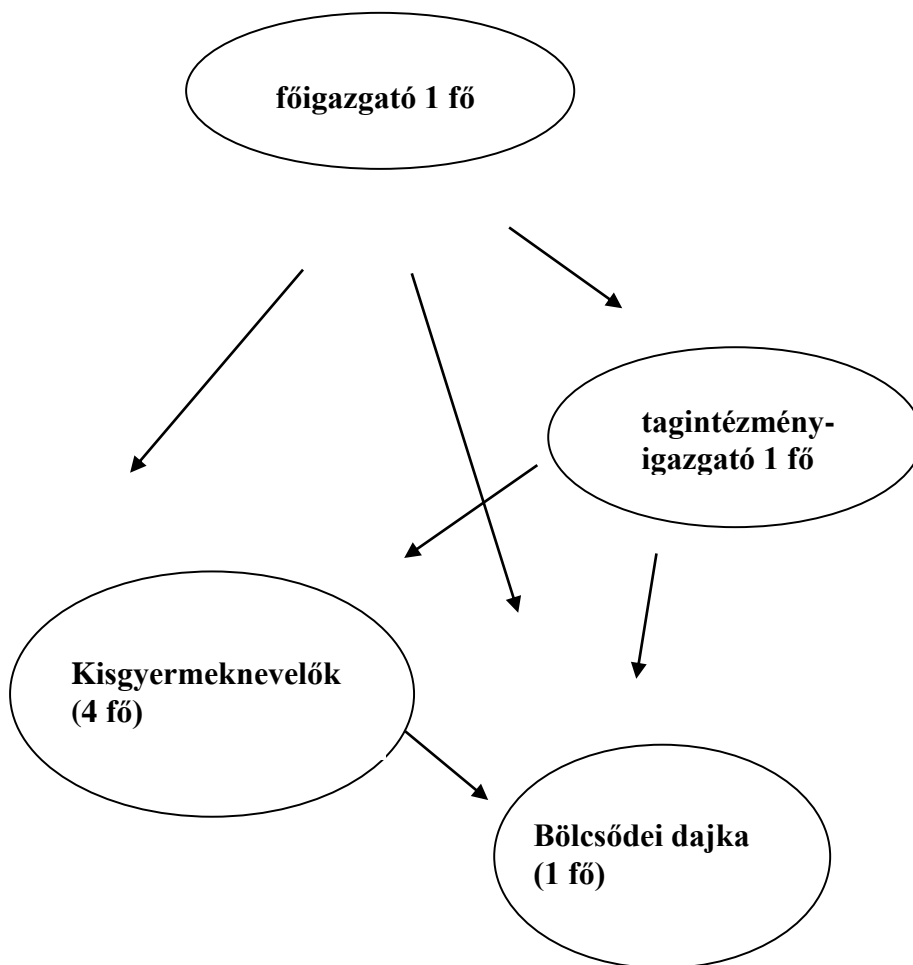 főigazgató 1 fő
tagintézmény-
igazgató 1 fő
Kisgyermeknevelők
(4 fő)
Bölcsődei dajka
(1 fő)